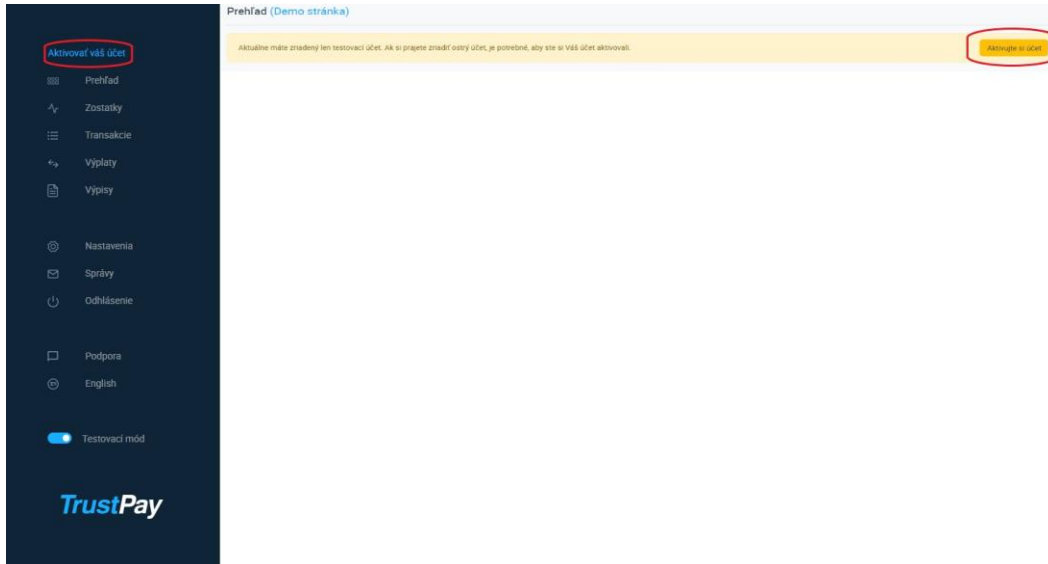 Prehľad (Demo stránka)
Aktuálne máte zriadený len testovací účet. Ak si prajete zriadiť ostrý účet, je potrebné, aby ste si Váš účet aktivovali.
Aktivujte si účet
Aktivovať váš účet
Prehľad
Zostatky
Transakcie
Výplaty
Výpisy
Nastavenia
Správy
Odhlásenie
Podpora
English
Testovací mód
TrustPay